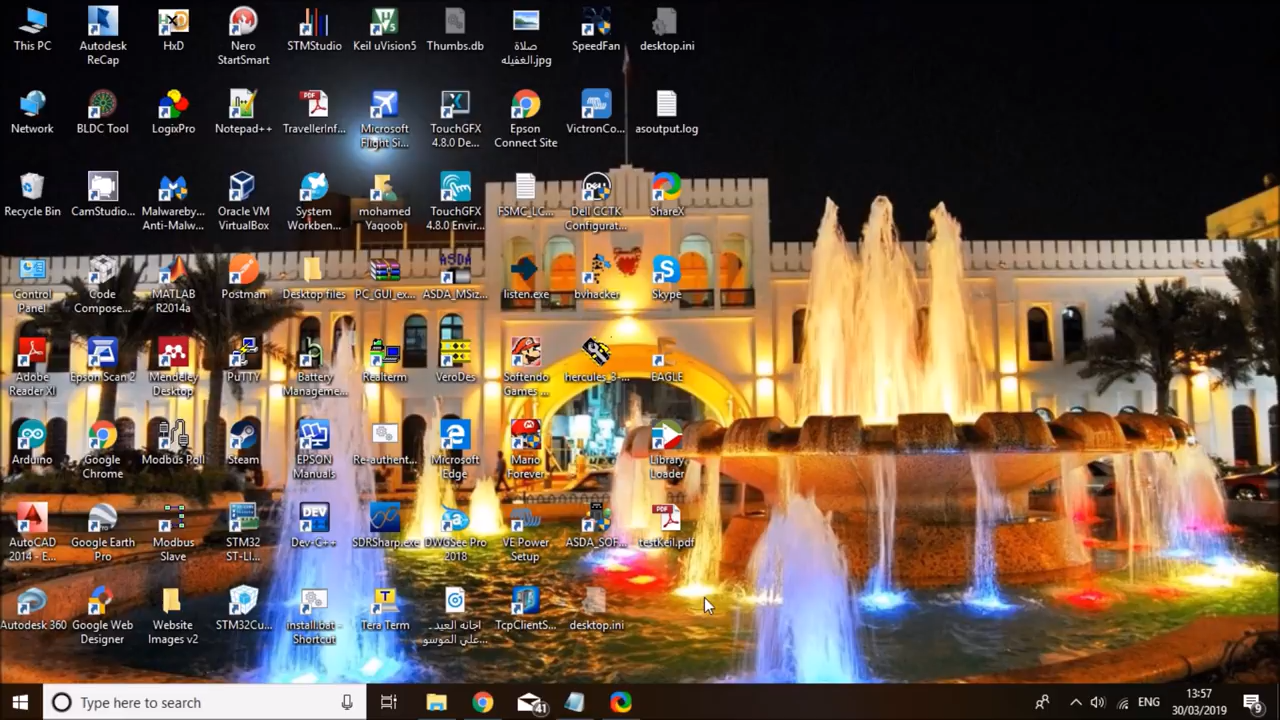 This PC
Autodesk
ReCap
HxD
Nero
StartSmart
STMStudio
Keil uVision5
Thumbs.db
صلاة
الغفيله.jpg
SpeedFan
desktop.ini
Network
BLDC Tool
LogixPro
Notepad++
TravellerInf...
Microsoft
Flight Si...
TouchGFX
4.8.0 De...
Epson
Connect Site
VictronCo...
asoutput.log
Recycle Bin
CamStudio...
Malwareby...
Anti-Malw...
Oracle VM
VirtualBox
System
Workben...
mohamed
Yaqoob
TouchGFX
4.8.0 Envir...
FSMC_LC...
Dell CCTK
Configurat...
ShareX
Control
Panel
Code
Compose...
MATLAB
R2014a
Postman
Desktop files
PC_GUI_ex...
ASDA_MSiz...
listen.exe
bvhacker
Skype
Adobe
Reader XI
Epson Scan 2
Mendeley
Desktop
PuTTY
Battery
Manageme...
Realterm
VeroDes
Softendo
Games ...
hercules_3-...
EAGLE
Arduino
Google
Chrome
Modbus Poll
Steam
EPSON
Manuals
Re-authent...
Microsoft
Edge
Mario
Forever
Library
Loader
AutoCAD
2014 - E...
Google Earth
Pro
Modbus
Slave
STM32
ST-LI...
Dev-C++
SDRSharp.exe
DWGSee Pro
2018
VE Power
Setup
ASDA_SOF...
testKeil.pdf
Autodesk 360
Google Web
Designer
Website
Images v2
STM32Cu...
install.bat -
Shortcut
Tera Term
TcpClientS...
desktop.ini
Type here to search
41
ENG
13:57
30/03/2019
9